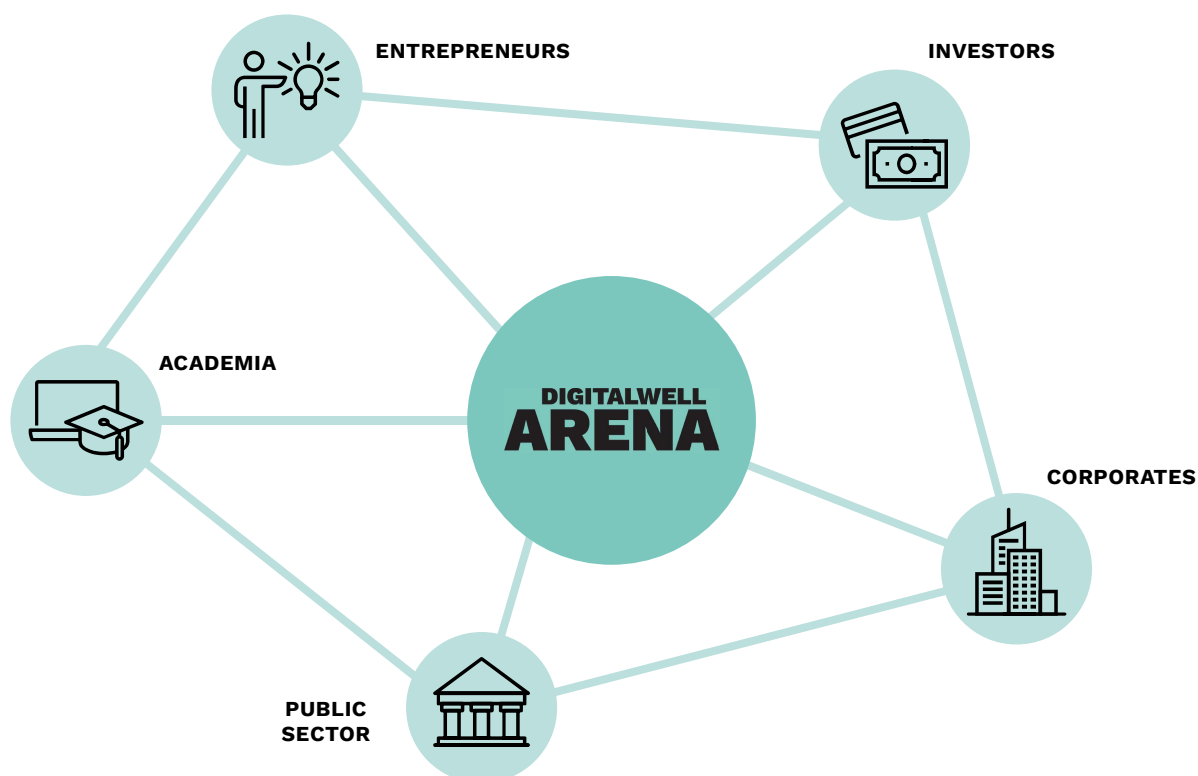 ENTREPRENEURS
INVESTORS
ACADEMIA
DIGITALWELL
ARENA
CORPORATES
PUBLIC
SECTOR